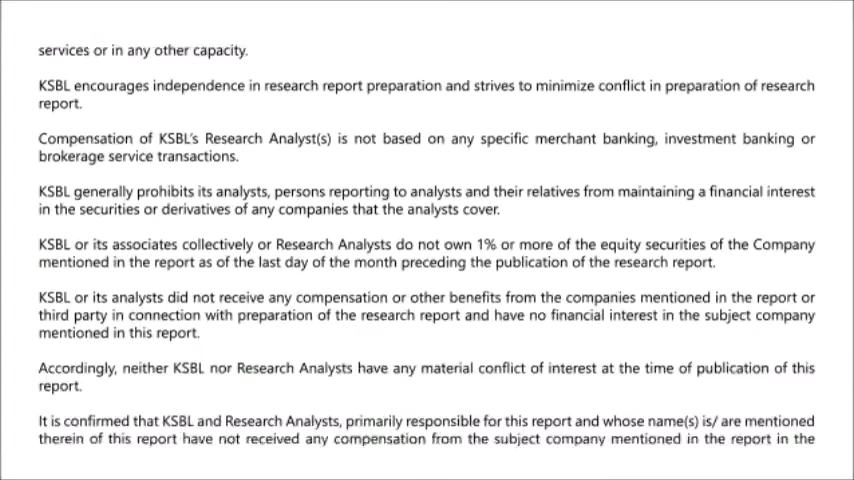 services or in any other capacity.
KSBL encourages independence in research report preparation and strives to minimize conflict in preparation of research
report.
Compensation of KSBL's Research Analyst(s) is not based on any specific merchant banking, investment banking or
brokerage service transactions.
KSBL generally prohibits its analysts, persons reporting to analysts and their relatives from maintaining a financial interest
in the securities or derivatives of any companies that the analysts cover.
KSBL or its associates collectively or Research Analysts do not own 1% or more of the equity securities of the Company
mentioned in the report as of the last day of the month preceding the publication of the research report.
KSBL or its analysts did not receive any compensation or other benefits from the companies mentioned in the report or
third party in connection with preparation of the research report and have no financial interest in the subject company
mentioned in this report.
Accordingly, neither KSBL nor Research Analysts have any material conflict of interest at the time of publication of this
report.
It is confirmed that KSBL and Research Analysts, primarily responsible for this report and whose name(s) is/ are mentioned
therein of this report have not received any compensation from the subject company mentioned in the report in the